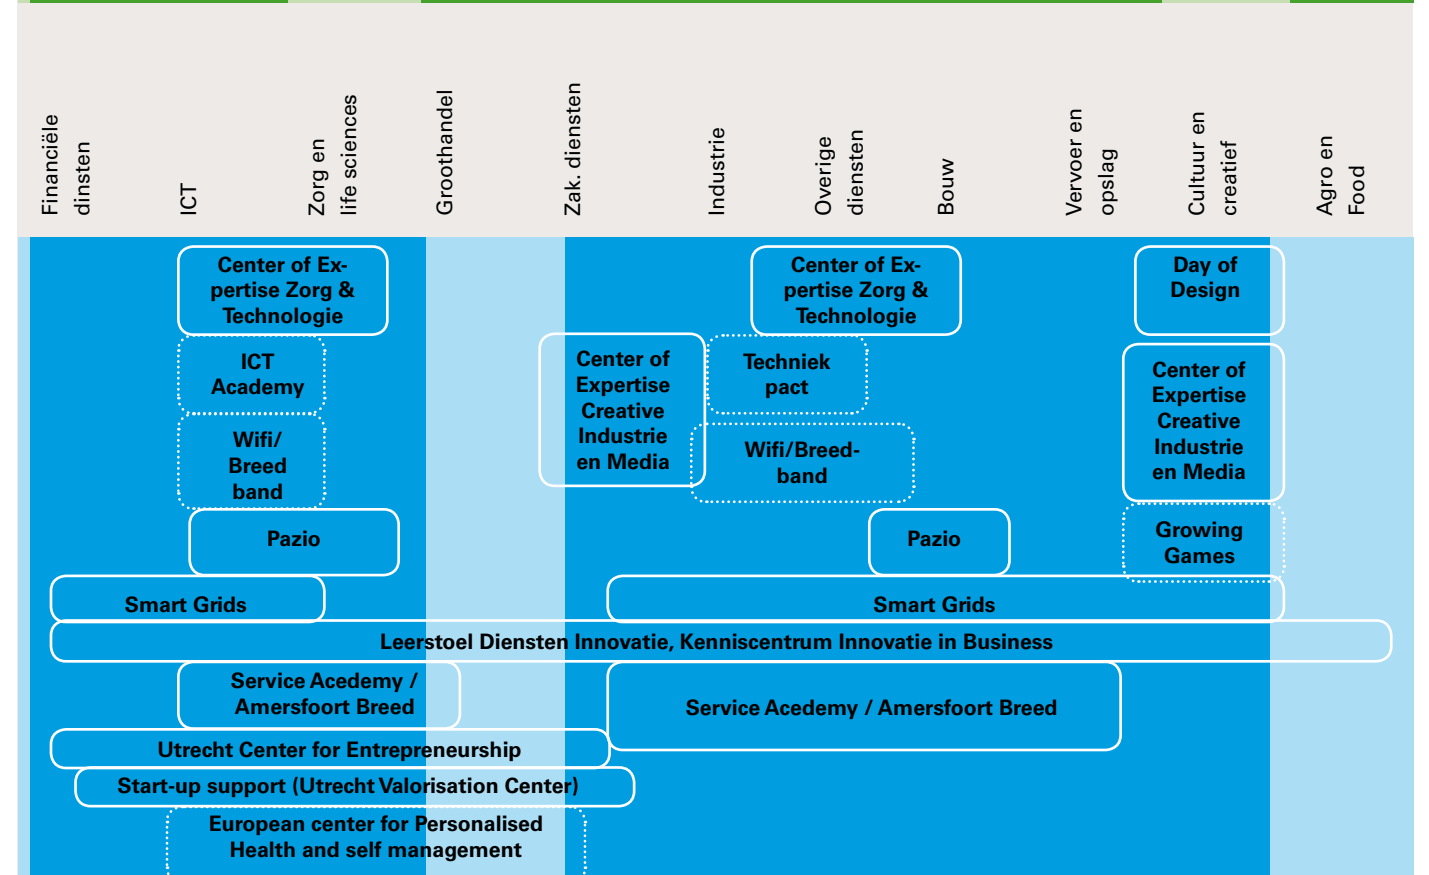 Financiële
dinsten
ICT
Zorg en
life sciences
Groothandel
Zak. diensten
Industrie
Overige
diensten
Bouw
Vervoer en
opslag
Cultuur en
creatief
Agro en
Food
Center of Ex-
pertise Zorg &
Technologie
Center of Ex-
pertise Zorg &
Technologie
Day of
Design
ICT
Academy
Center of
Expertise
Creative
Industrie
en Media
Techniek
pact
Center of
Expertise
Creative
Industrie
en Media
Wifi/
Breed
band
Wifi/Breed-
band
Pazio
Pazio
Growing
Games
Smart Grids
Smart Grids
Leerstoel Diensten Innovatie, Kenniscentrum Innovatie in Business
Service Acedemy /
Amersfoort Breed
Service Acedemy / Amersfoort Breed
Utrecht Center for Entrepreneurship
Start-up support (Utrecht Valorisation Center)
European center for Personalised
Health and self management